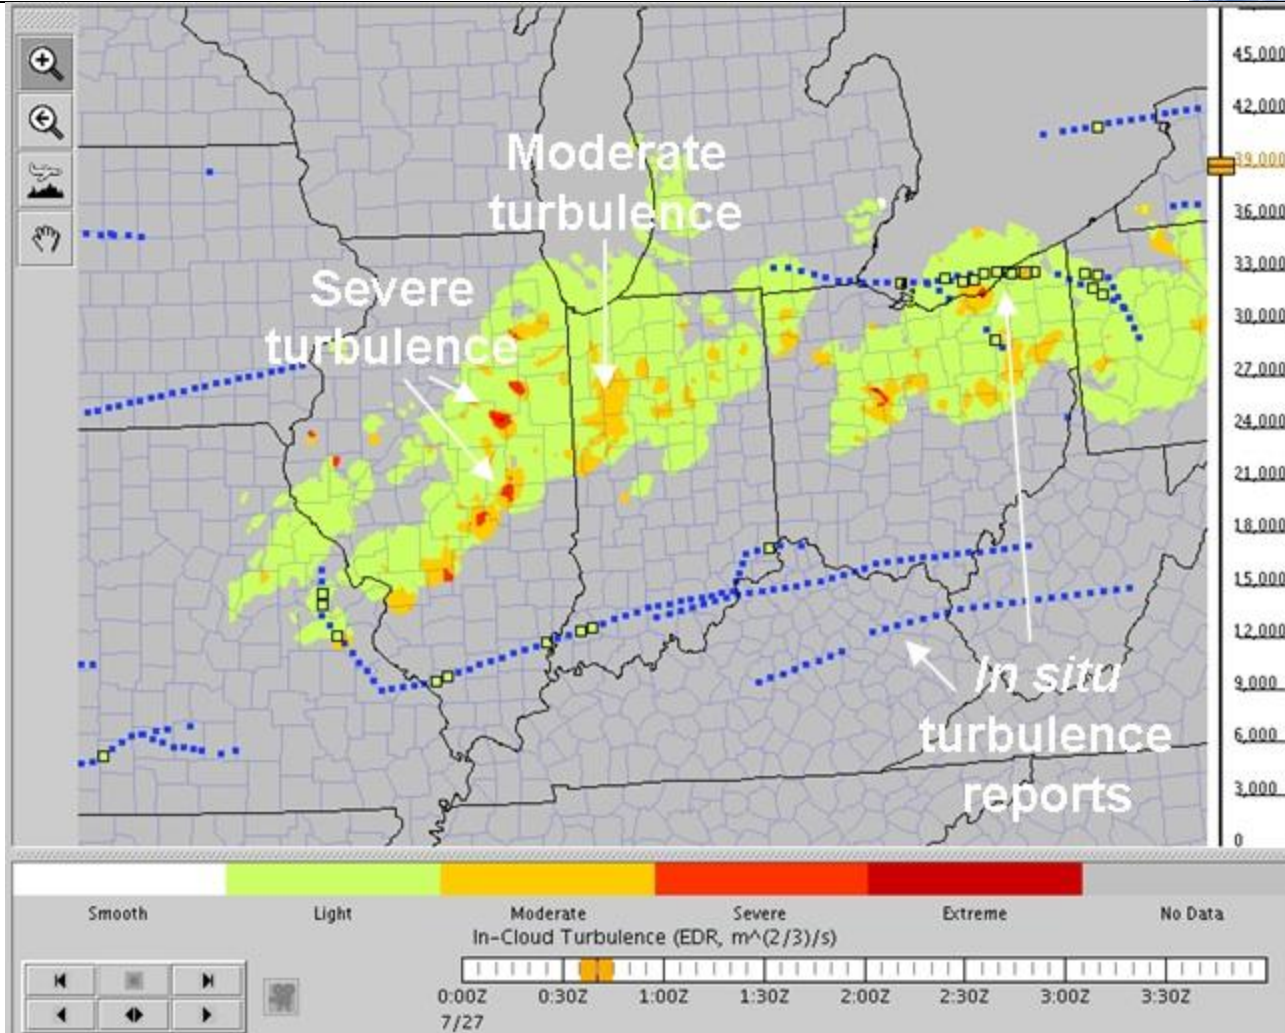 Moderate
turbulence
Severe
turbulence
In situ
turbulence
reports
45,000
42,000
39,000
36,000
33,000
30,000
27,000
24,000
21,000
18,000
15,000
12,000
9,000
6,000
3,000
0
Smooth Light Moderate Severe Extreme No Data
In-Cloud Turbulence (EDR, m^(2/3)/s)
0:00Z 0:30Z 1:00Z 1:30Z 2:00Z 2:30Z 3:00Z 3:30Z
7/27